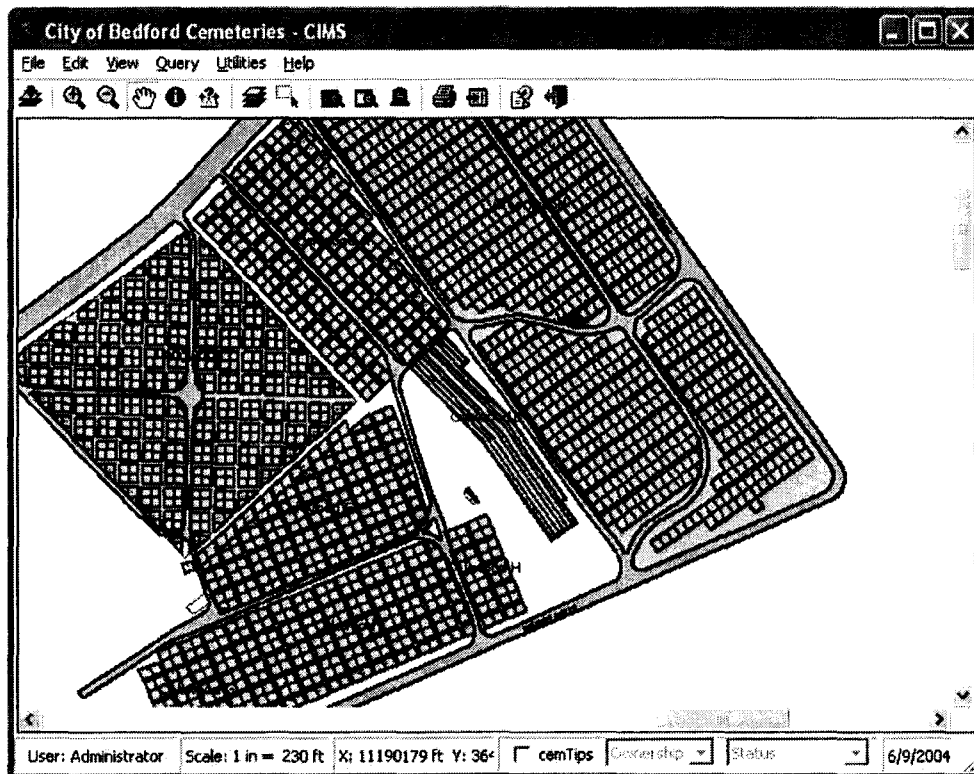 City of Bedford Cemeteries - CIMS
File Edit View Query Utilities Help
User: Administrator Scale: 1 in = 230 ft X: 11190179 ft Y: 364 cemTips Ownership Status 6/9/2004